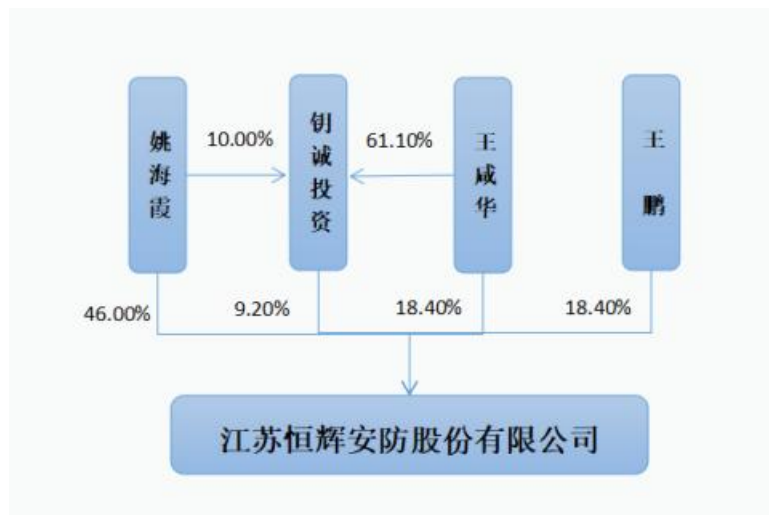 姚海霞
10.00%
钥诚投资
61.10%
王咸华
王鹏
46.00%
9.20%
18.40%
18.40%
江苏恒辉安防股份有限公司